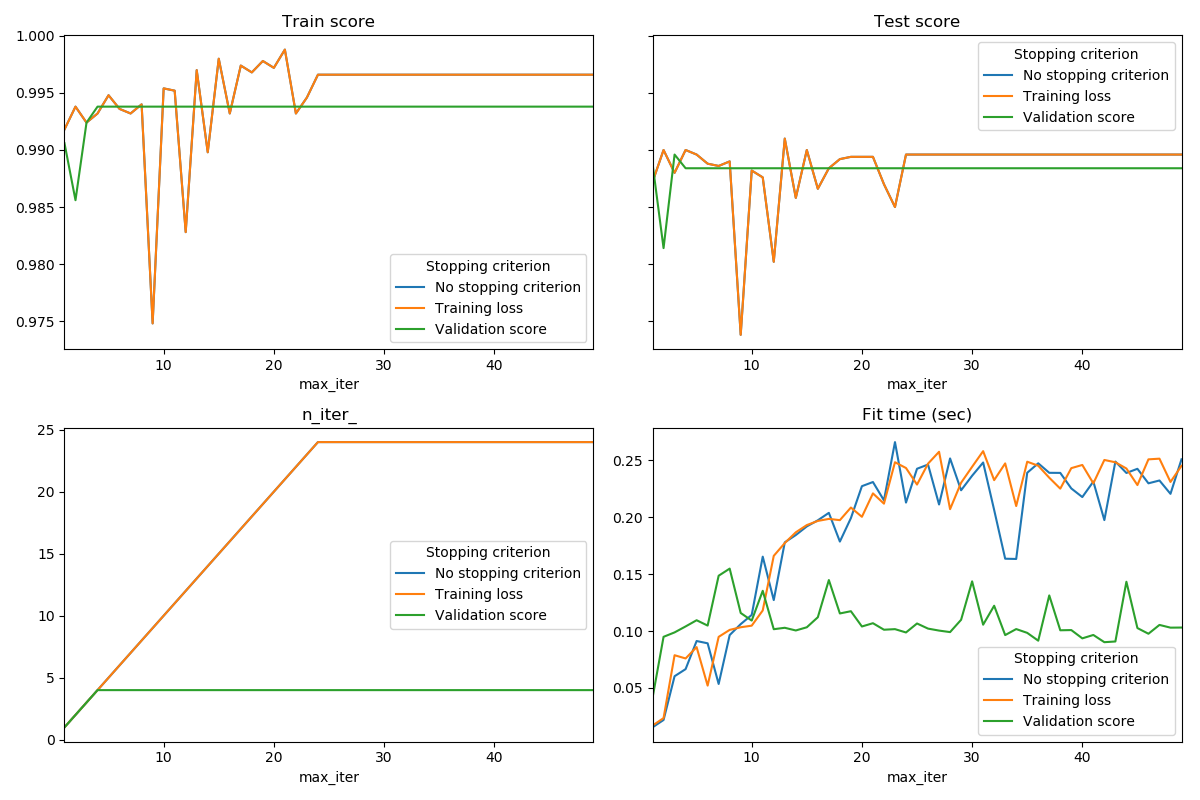 Train score
1.000
0.995
0.990
0.985
0.980
0.975
Stopping criterion
No stopping criterion
Training loss
Validation score
10 20 30 40
max_iter
Test score
Stopping criterion
No stopping criterion
Training loss
Validation score
10 20 30 40
max_iter
n_iter_
25
20
15
10
5
0
Stopping criterion
No stopping criterion
Training loss
Validation score
10 20 30 40
max_iter
Fit time (sec)
0.25
0.20
0.15
0.10
0.05
Stopping criterion
No stopping criterion
Training loss
Validation score
10 20 30 40
max_iter